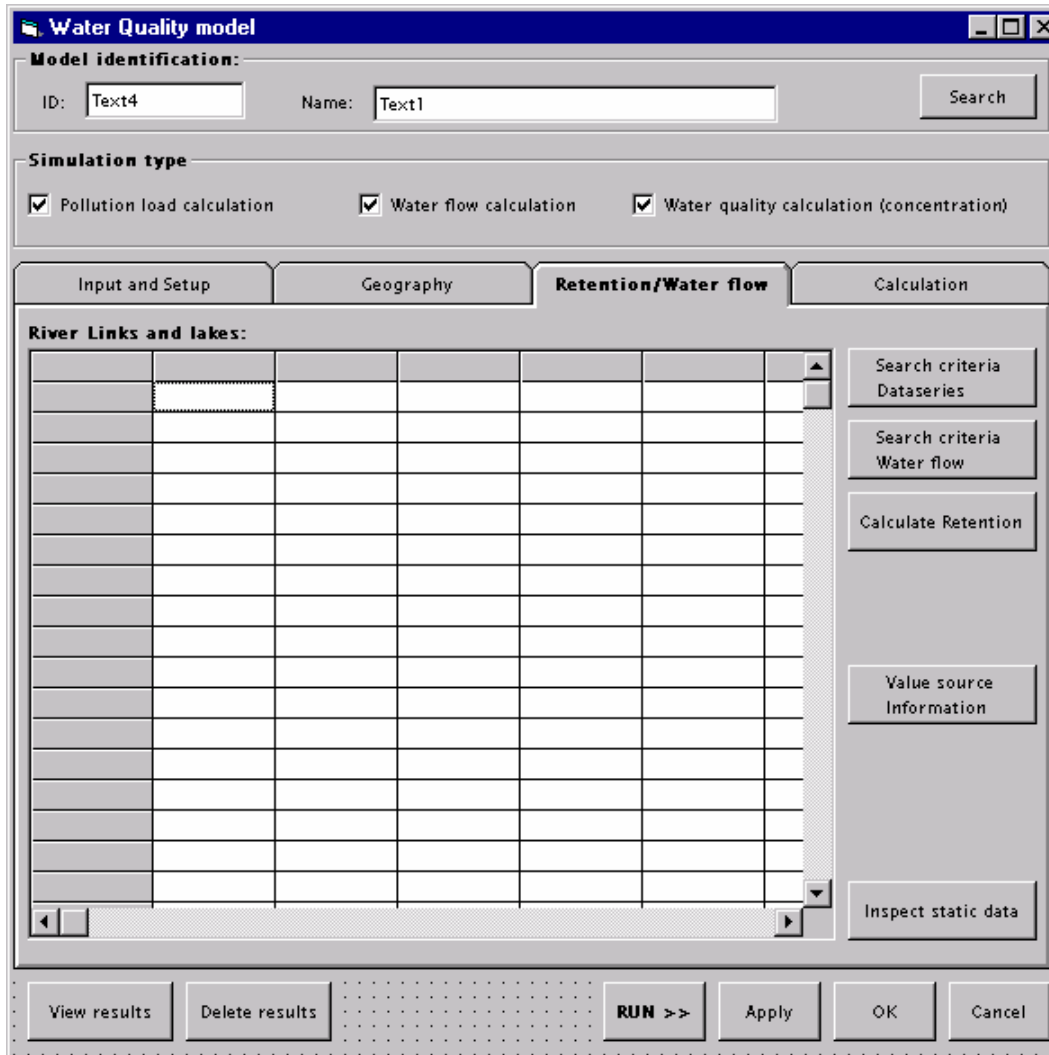 Water Quality model
Model identification:
ID: Text4 Name: Text1 Search
Simulation type
Pollution load calculation Water flow calculation Water quality calculation (concentration)
Input and Setup Geography Retention/Water flow Calculation
River Links and lakes:
Search criteria
Dataseries
Search criteria
Water flow
Calculate Retention
Value source
Information
Inspect static data
View results Delete results RUN >> Apply OK Cancel